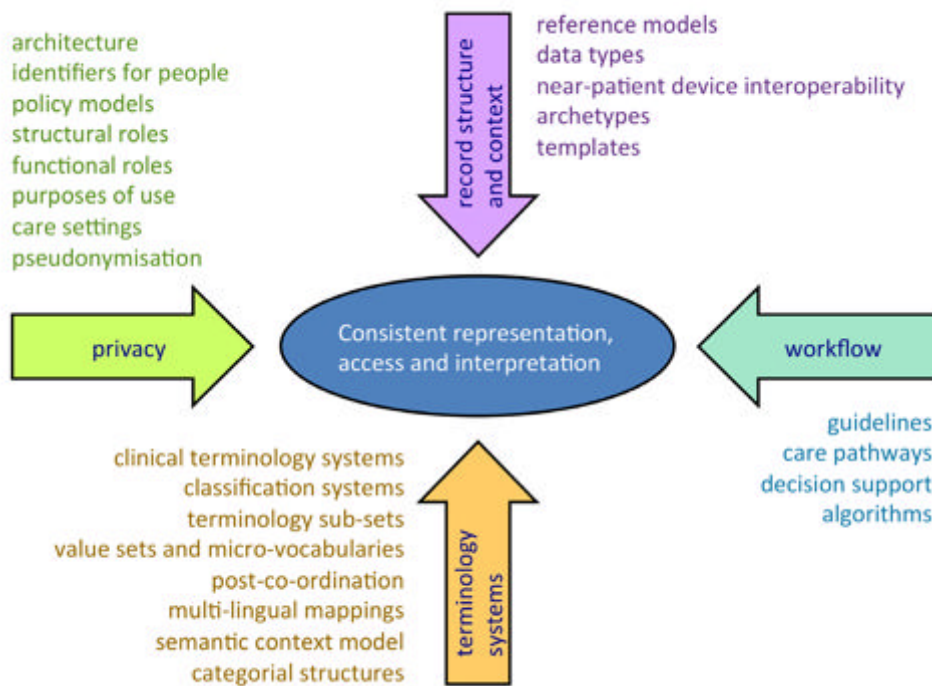 architecture
identifiers for people
policy models
structural roles
functional roles
purposes of use
care settings
pseudonymisation
record structure
and context
reference models
data types
near-patient device interoperability
archetypes
templates
privacy
Consistent representation,
access and interpretation
workflow
guidelines
care pathways
decision support
algorithms
clinical terminology systems
classification systems
terminology sub-sets
value sets and micro-vocabularies
post-co-ordination
multi-lingual mappings
semantic context model
categorial structures
terminology
systems